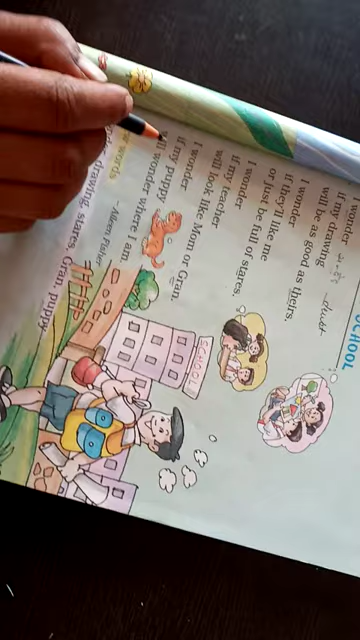 SCHOOL
I wonder
if my drawing
will be as good as theirs.
I wonder
if they'll like me
or just be full of stares.
I wonder
if my teacher
will look like Mum or Gran.
I wonder
if my puppy
will wonder where I am.
-Aileen Fisher
words
drawing, stares, Gran, puppy
SCHOOL